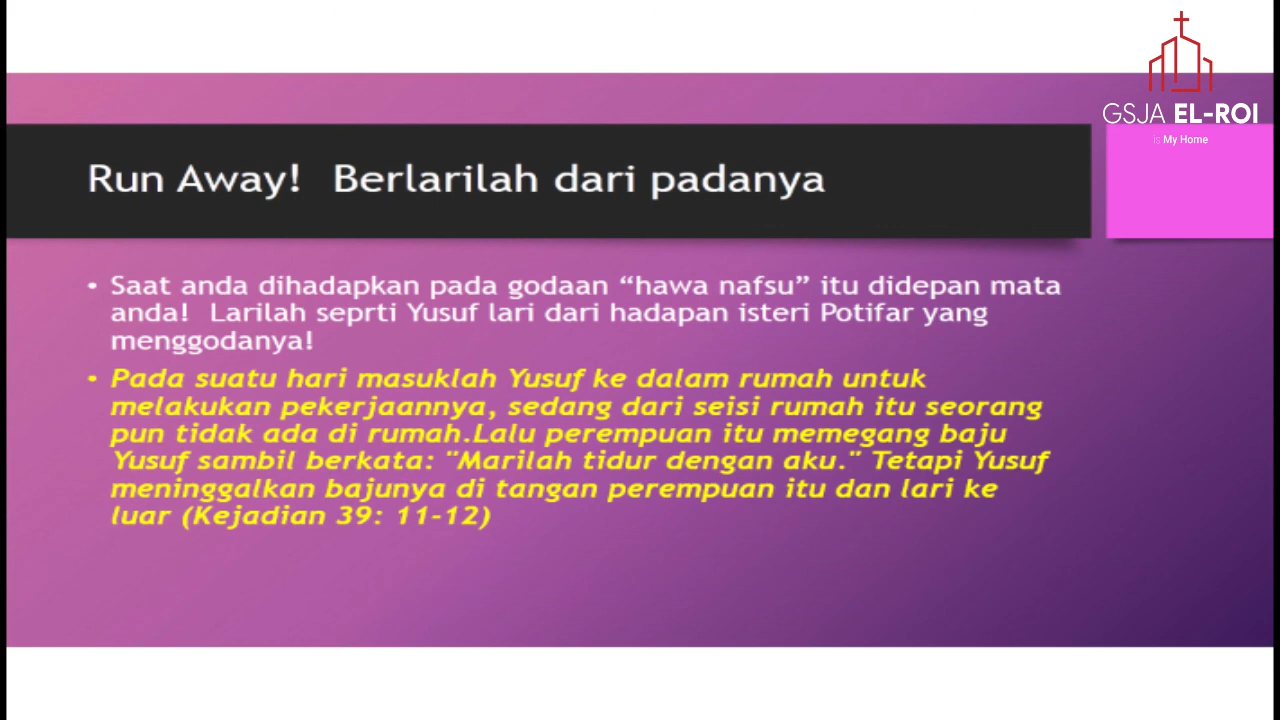 GSJA EL-ROI
is My Home
Run Away!  Berlarilah dari padanya
• Saat anda dihadapkan pada godaan “hawa nafsu” itu didepan mata
anda!  Larilah seprti Yusuf lari dari hadapan isteri Potifar yang
menggodanya!
• Pada suatu hari masuklah Yusuf ke dalam rumah untuk
melakukan pekerjaannya, sedang dari seisi rumah itu seorang
pun tidak ada di rumah.Lalu perempuan itu memegang baju
Yusuf sambil berkata: "Marilah tidur dengan aku." Tetapi Yusuf
meninggalkan bajunya di tangan perempuan itu dan lari ke
luar (Kejadian 39: 11-12)